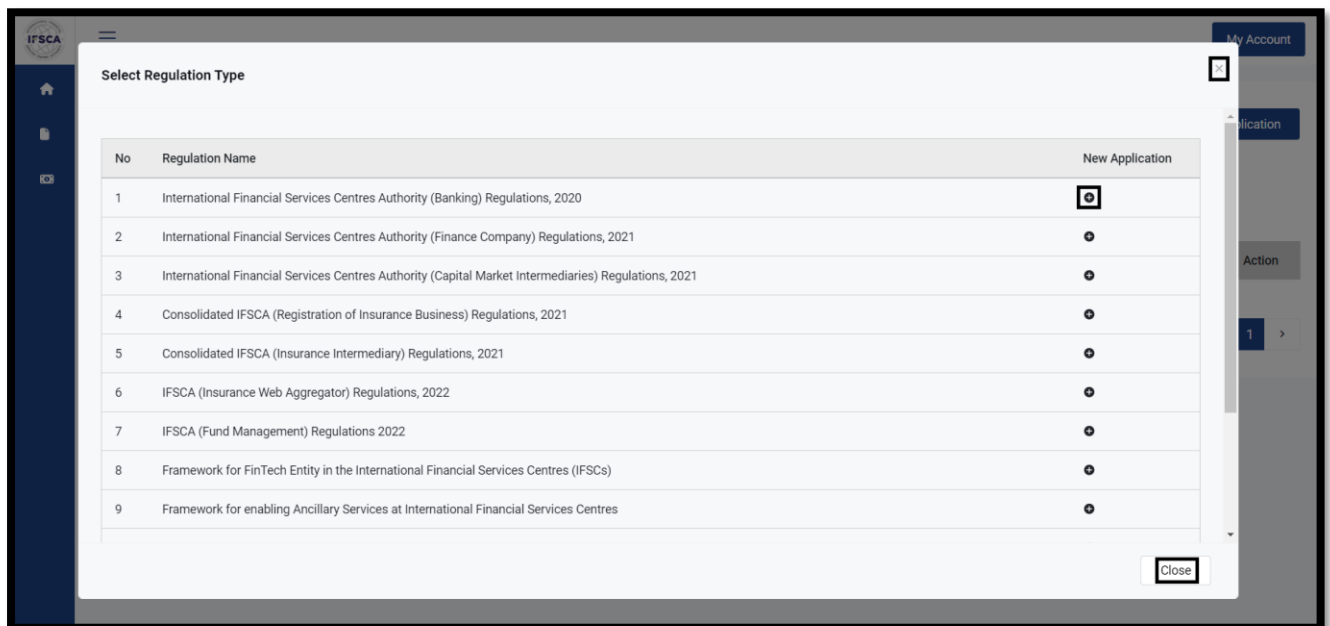 IFSCA
My Account
Select Regulation Type
×
plication
No Regulation Name New Application
1 International Financial Services Centres Authority (Banking) Regulations, 2020
2 International Financial Services Centres Authority (Finance Company) Regulations, 2021
3 International Financial Services Centres Authority (Capital Market Intermediaries) Regulations, 2021
Action
4 Consolidated IFSCA (Registration of Insurance Business) Regulations, 2021
1 >
5 Consolidated IFSCA (Insurance Intermediary) Regulations, 2021
6 IFSCA (Insurance Web Aggregator) Regulations, 2022
7 IFSCA (Fund Management) Regulations 2022
8 Framework for FinTech Entity in the International Financial Services Centres (IFSCs)
9 Framework for enabling Ancillary Services at International Financial Services Centres
Close